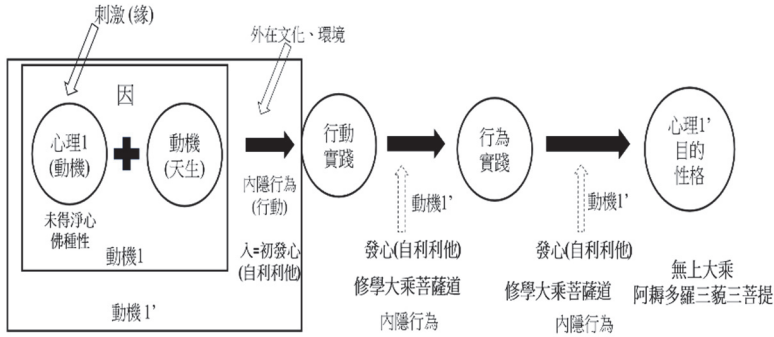 刺激(緣)
外在文化、環境
因
心理1
(動機)
動機
(天生)
未得淨心
佛種性
動機1
動機 1’
內隱行為
(行動)
入=初發心
(自利利他)
行動
實踐
動機1’
發心(自利利他)
修學大乘菩薩道
內隱行為
行為
實踐
動機1’
發心(自利利他)
修學大乘菩薩道
內隱行為
心理1’
目的
性格
無上大乘
阿耨多羅三藐三菩提